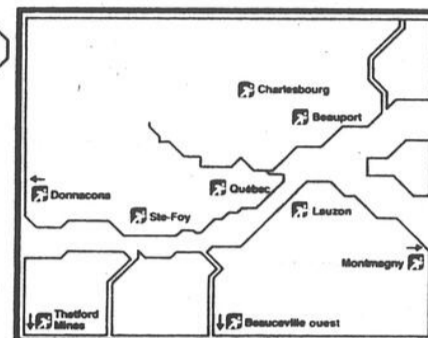 Charlesbourg
Beauport
Donnacona
Québec
Ste-Foy
Lauzon
Montmagny
Thetford
Mines
Beauceville ouest